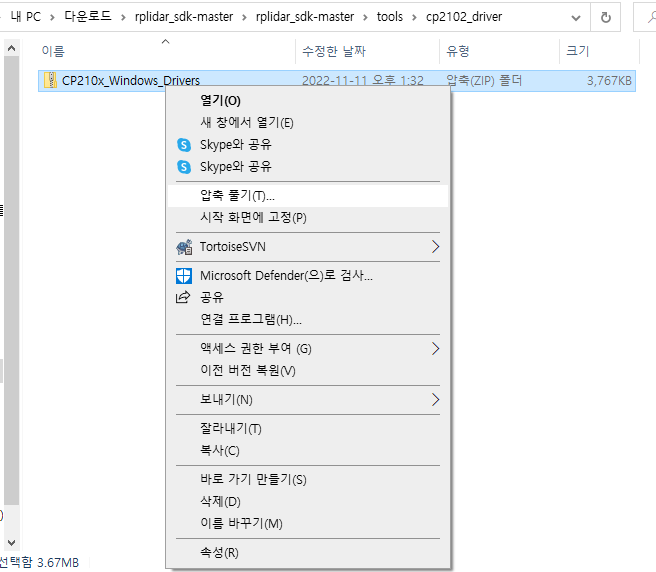 내 PC > 다운로드 > rplidar_sdk-master > rplidar_sdk-master > tools > cp2102_driver
이름 수정한 날짜 유형 크기
CP210x_Windows_Drivers 2022-11-11 오후 1:32 압축(ZIP) 폴더 3,767KB
열기(O)
새 창에서 열기(E)
Skype와 공유
Skype와 공유
압축 풀기(T)...
시작 화면에 고정(P)
TortoiseSVN
Microsoft Defender(으)로 검사...
공유
연결 프로그램(H)...
액세스 권한 부여 (G)
이전 버전 복원(V)
보내기(N)
잘라내기(T)
복사(C)
바로 가기 만들기(S)
삭제(D)
이름 바꾸기(M)
속성(R)
선택함 3.67MB